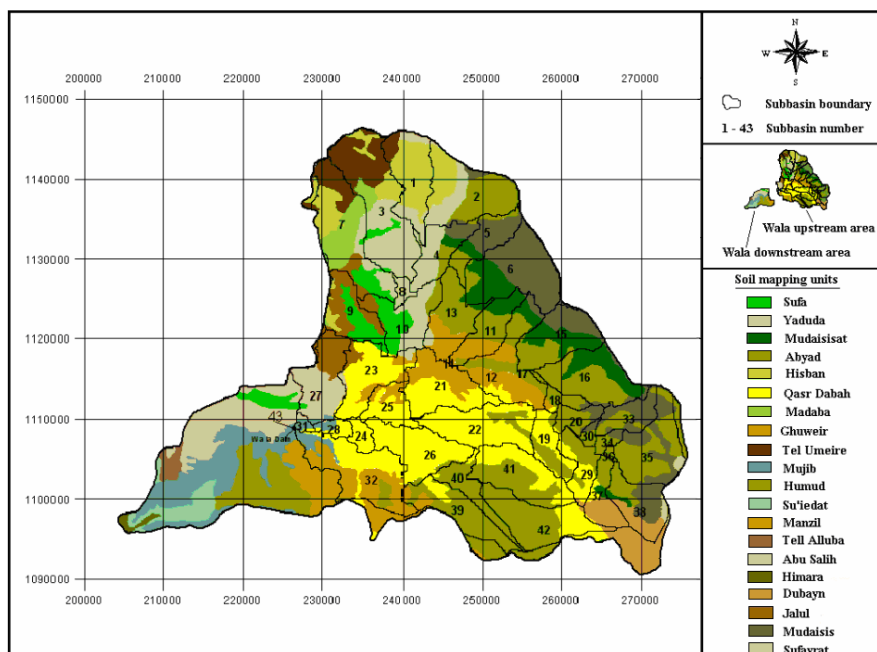 N
W E
S
Subbasin boundary
1 - 43 Subbasin number
Wala upstream area
Wala downstream area
Soil mapping units
Sufa
Yaduda
Mudaisisat
Abyad
Hisban
Qasr Dabah
Madaba
Ghuweir
Tel Umeire
Mujib
Humud
Su'iedat
Manzil
Tell Alluba
Abu Salih
Himara
Dubayn
Jalul
Mudaisis
Sufayrat
200000 210000 220000 230000 240000 250000 260000 270000
1150000
1140000
1130000
1120000
1110000
1100000
1090000
200000 210000 220000 230000 240000 250000 260000 270000
1
2
3
7
5
4
6
8
9
10
13
11
15
14
23
12
17
16
21
27
25
18
43
31
28
24
22
20
30
33
19
34
26
35
32
40
41
29
39
38
42